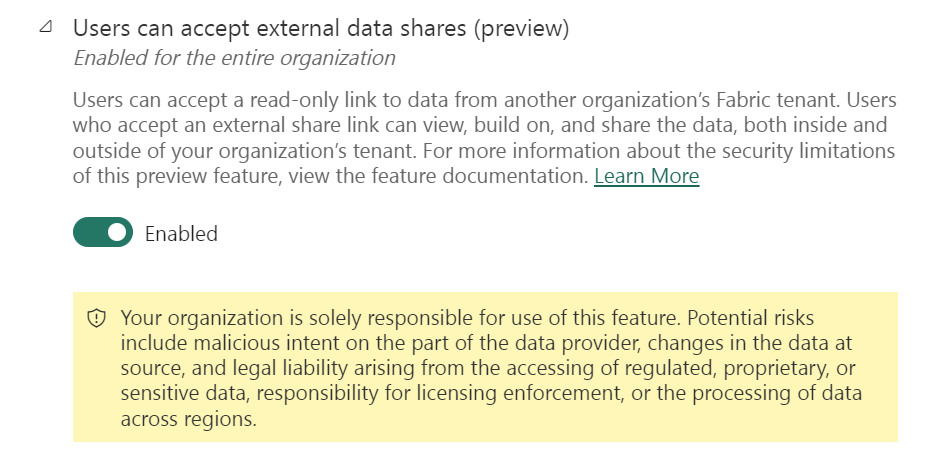 Users can accept external data shares (preview)
Enabled for the entire organization
Users can accept a read-only link to data from another organization's Fabric tenant. Users
who accept an external share link can view, build on, and share the data, both inside and
outside of your organization's tenant. For more information about the security limitations
of this preview feature, view the feature documentation. Learn More
Enabled
Your organization is solely responsible for use of this feature. Potential risks
include malicious intent on the part of the data provider, changes in the data at
source, and legal liability arising from the accessing of regulated, proprietary, or
sensitive data, responsibility for licensing enforcement, or the processing of data
across regions.